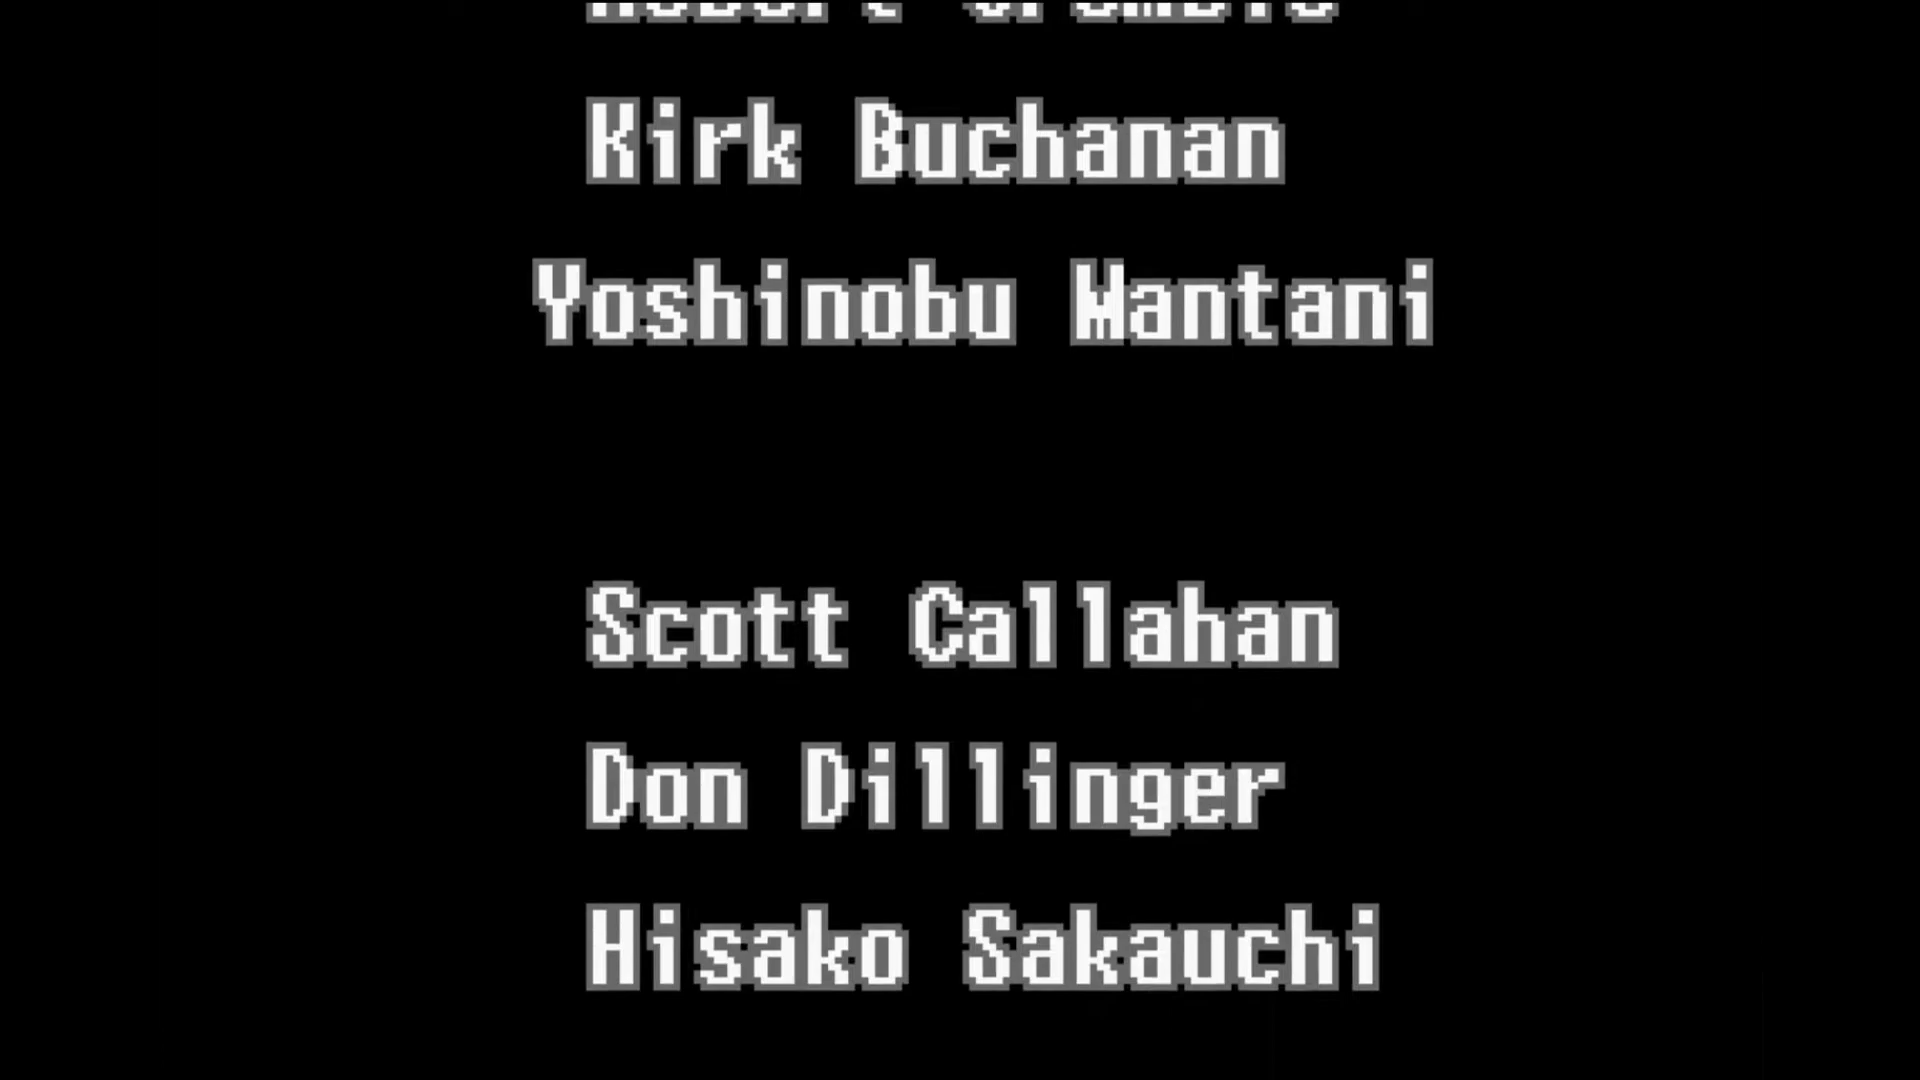 Kirk Buchanan
Yoshinobu Mantani
Scott Callahan
Don Dillinger
Hisako Sakauchi